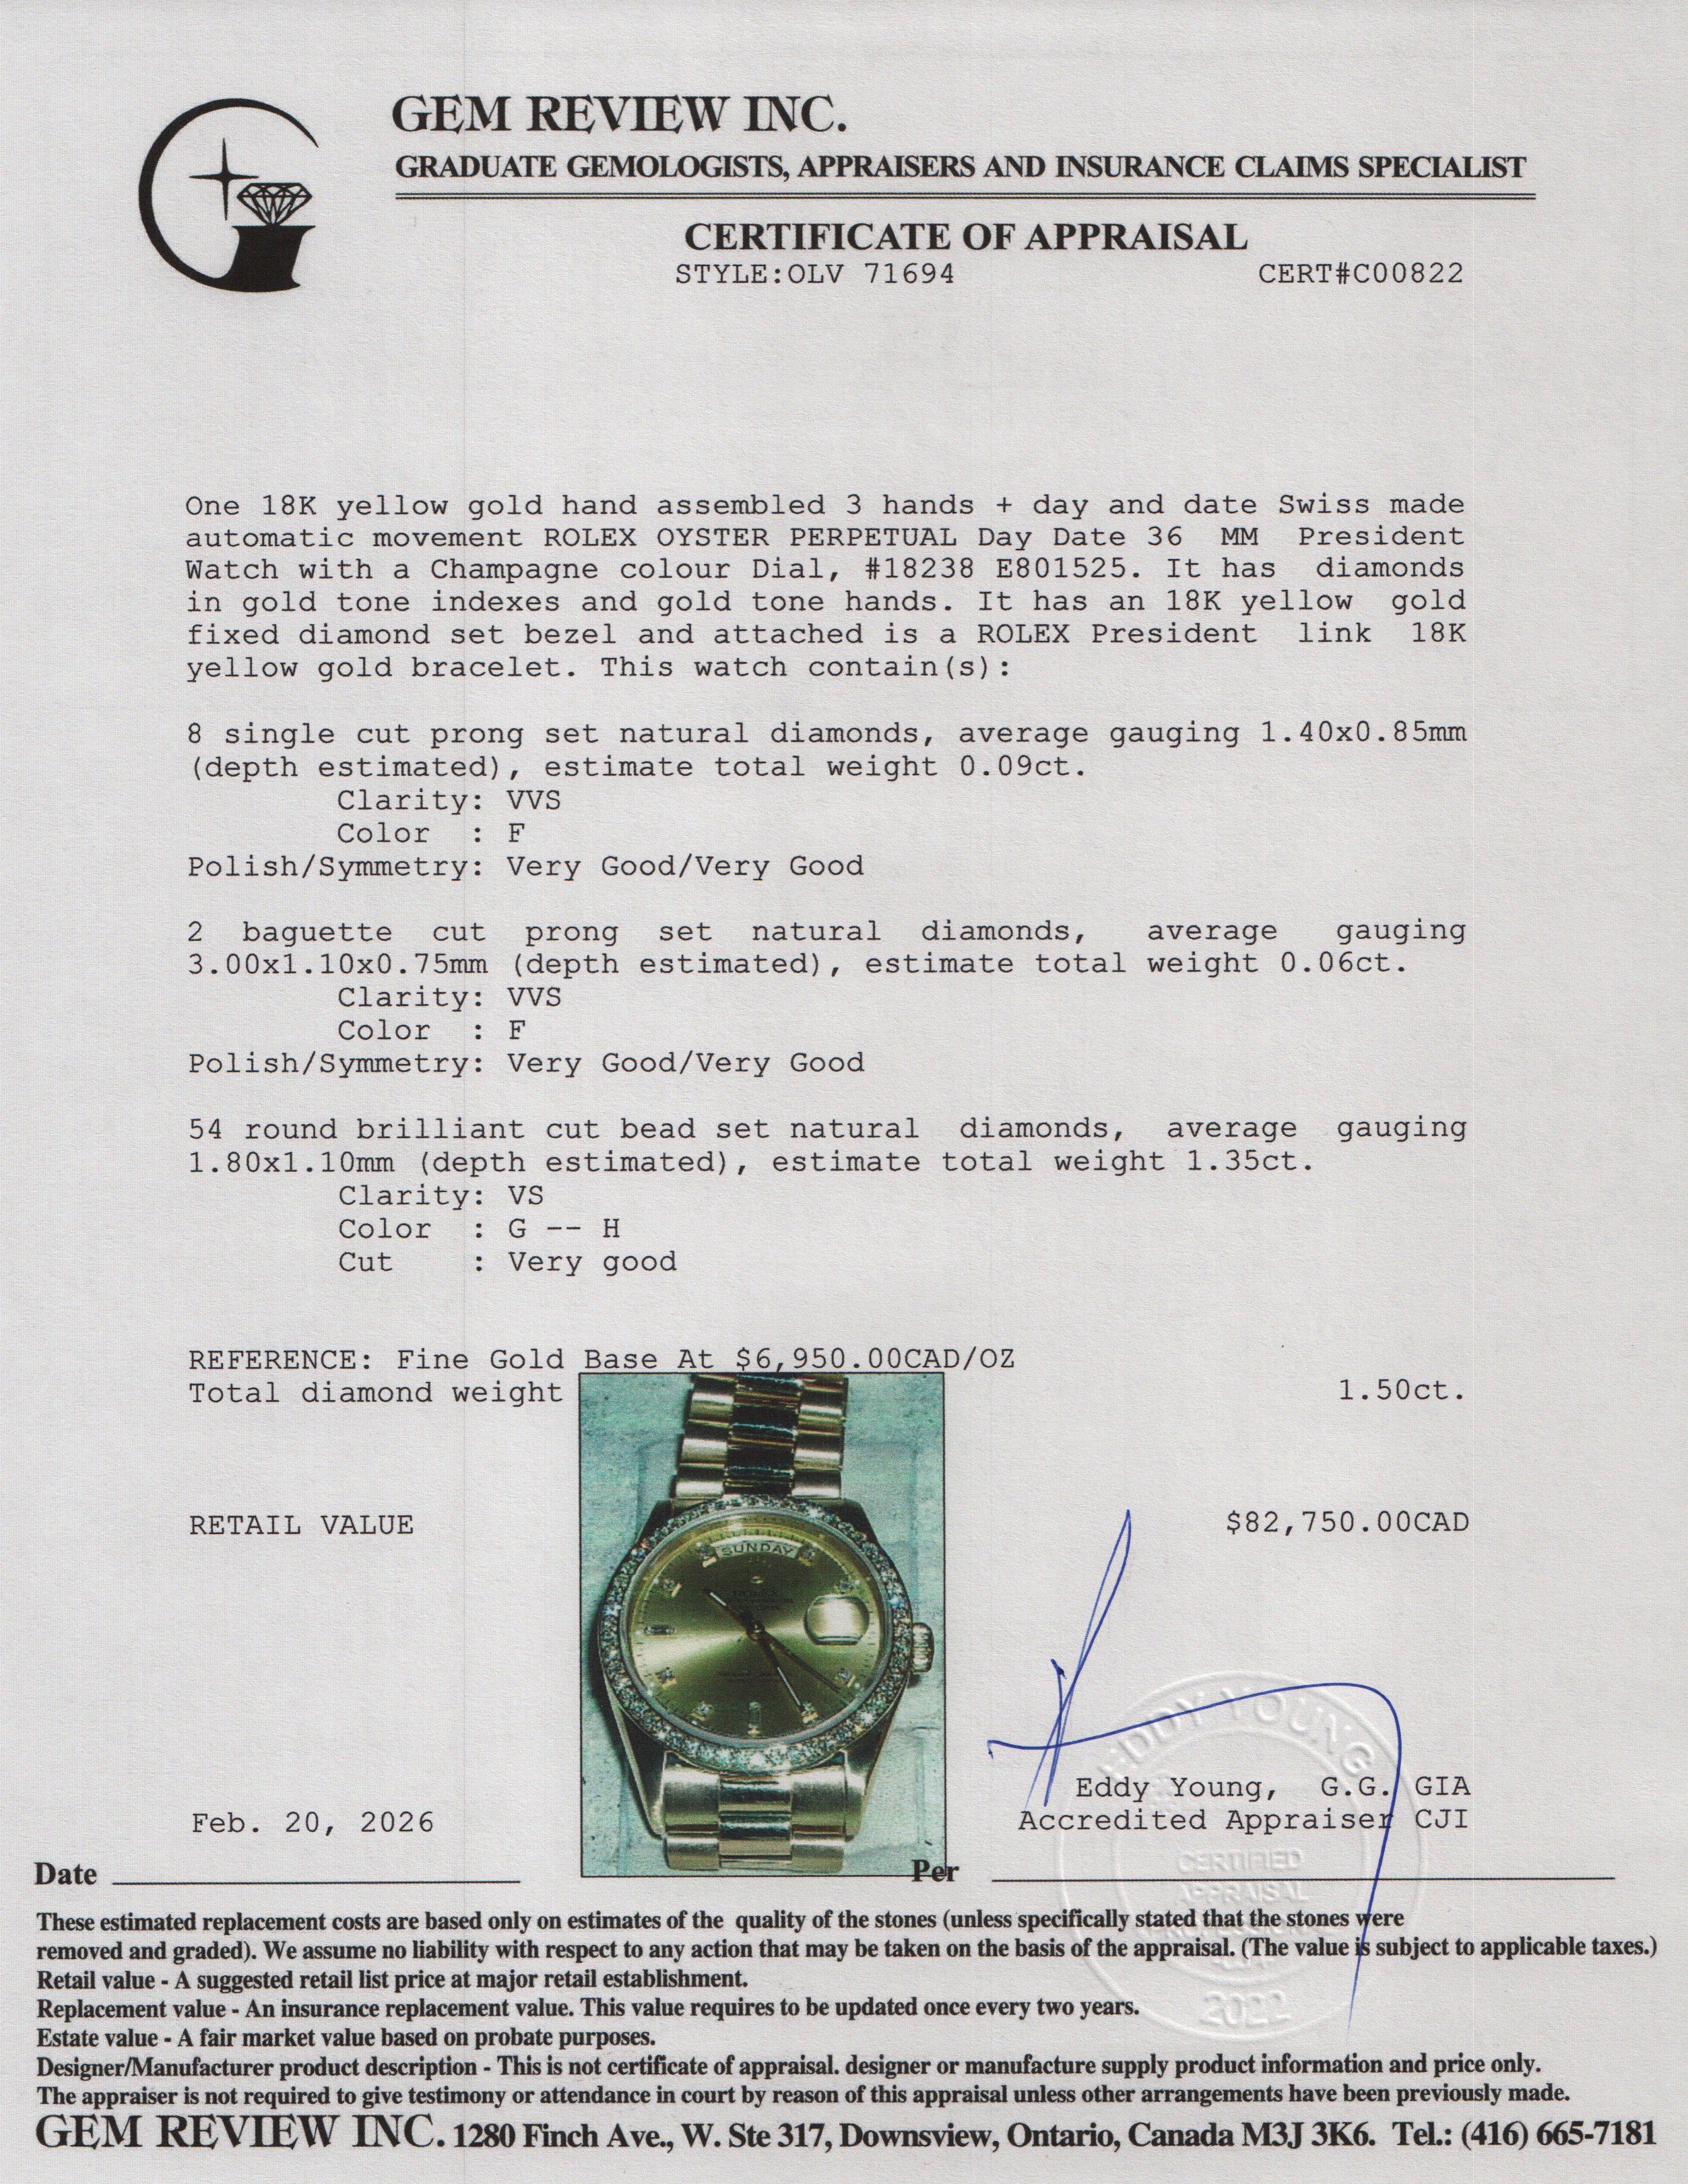 GEM REVIEW INC.
GRADUATE GEMOLOGISTS, APPRAISERS AND INSURANCE CLAIMS SPECIALIST
CERTIFICATE OF APPRAISAL
STYLE:OLV 71694 CERT#C00822
One 18K yellow gold hand assembled 3 hands + day and date Swiss made
automatic movement ROLEX OYSTER PERPETUAL Day Date 36 MM President
Watch with a Champagne colour Dial, #18238 E801525. It has diamonds
in gold tone indexes and gold tone hands. It has an 18K yellow gold
fixed diamond set bezel and attached is a ROLEX President link 18K
yellow gold bracelet. This watch contain(s):
8 single cut prong set natural diamonds, average gauging 1.40x0.85mm
(depth estimated), estimate total weight 0.09ct.
Clarity: VVS
Color : F
Polish/Symmetry: Very Good/Very Good
2 baguette cut prong set natural diamonds, average gauging
3.00x1.10x0.75mm (depth estimated), estimate total weight 0.06ct.
Clarity: VVS
Color : F
Polish/Symmetry: Very Good/Very Good
54 round brilliant cut bead set natural diamonds, average gauging
1.80x1.10mm (depth estimated), estimate total weight 1.35ct.
Clarity: VS
Color : G -- H
Cut : Very good
REFERENCE: Fine Gold Base At $6,950.00CAD/OZ
Total diamond weight 1.50ct.
RETAIL VALUE $82,750.00CAD
SUNDAY
EDDY YOUNG
Eddy Young, G.G. GIA
Feb. 20, 2026 Accredited Appraiser CJI
CERTIFIED
APPRAISAL
2022
Date Per
These estimated replacement costs are based only on estimates of the quality of the stones (unless specifically stated that the stones were
removed and graded). We assume no liability with respect to any action that may be taken on the basis of the appraisal. (The value is subject to applicable taxes.)
Retail value - A suggested retail list price at major retail establishment.
Replacement value - An insurance replacement value. This value requires to be updated once every two years.
Estate value - A fair market value based on probate purposes.
Designer/Manufacturer product description - This is not certificate of appraisal. designer or manufacture supply product information and price only.
The appraiser is not required to give testimony or attendance in court by reason of this appraisal unless other arrangements have been previously made.
GEM REVIEW INC. 1280 Finch Ave., W. Ste 317, Downsview, Ontario, Canada M3J 3K6. Tel.: (416) 665-7181